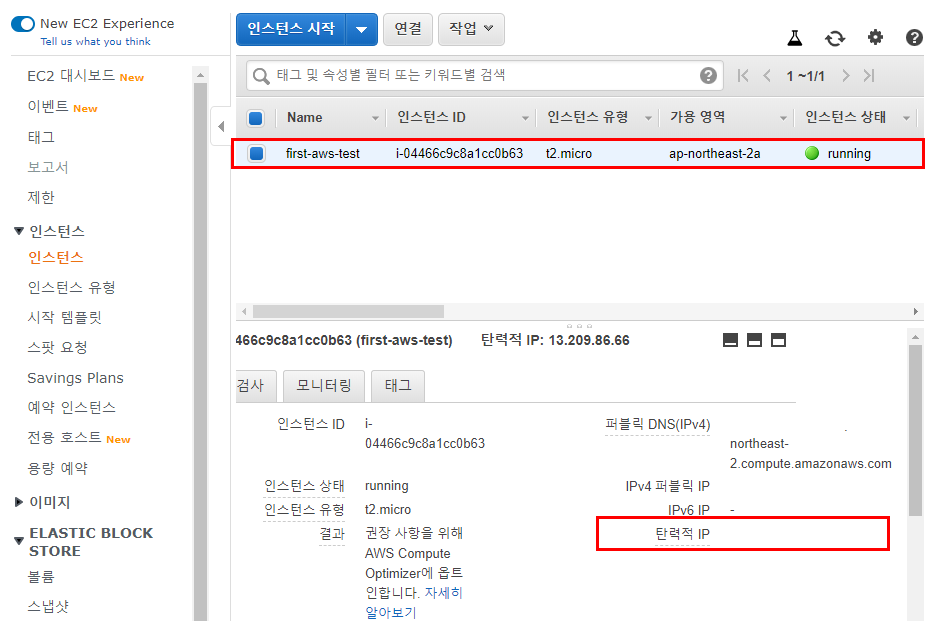 New EC2 Experience
Tell us what you think
EC2 대시보드 New
이벤트 New
태그
보고서
제한
인스턴스
인스턴스
인스턴스 유형
시작 템플릿
스팟 요청
Savings Plans
예약 인스턴스
전용 호스트 New
용량 예약
이미지
ELASTIC BLOCK
STORE
볼륨
스냅샷
인스턴스 시작 연결 작업
태그 및 속성별 필터 또는 키워드별 검색
1 ~1/1
Name 인스턴스 ID 인스턴스 유형 가용 영역 인스턴스 상태
first-aws-test i-04466c9c8a1cc0b63 t2.micro ap-northeast-2a running
466c9c8a1cc0b63 (first-aws-test) 탄력적 IP: 13.209.86.66
검사 모니터링 태그
인스턴스 ID i-
04466c9c8a1cc0b63
인스턴스 상태 running
인스턴스 유형 t2.micro
결과 권장 사항을 위해
AWS Compute
Optimizer에 옵트
인합니다. 자세히
알아보기
퍼블릭 DNS(IPv4)
northeast-
2.compute.amazonaws.com
IPv4 퍼블릭 IP
IPv6 IP -
탄력적 IP